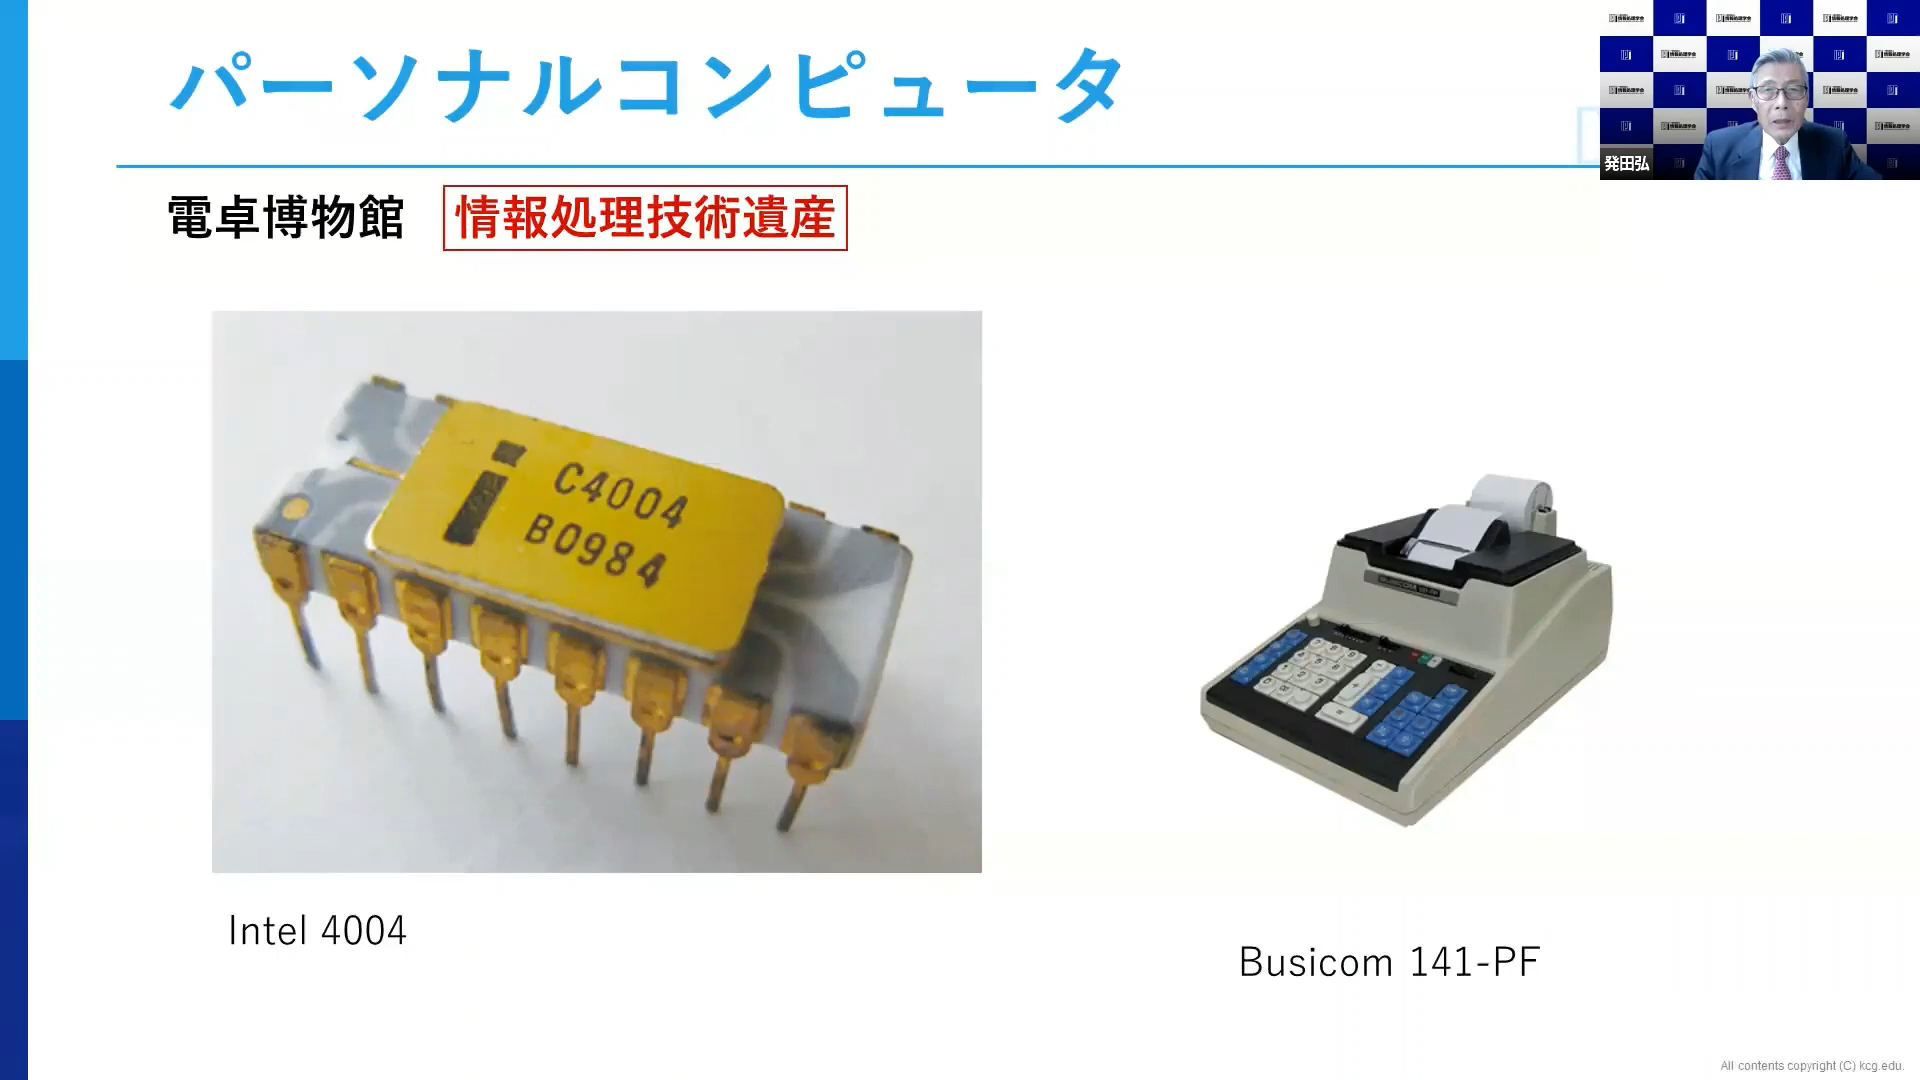 パーソナルコンピュータ
電卓博物館 情報処理技術遺産
発田弘
C4004
B0984
Intel 4004
Busicom 141-PF
All contents copyright (C) kcg.edu.